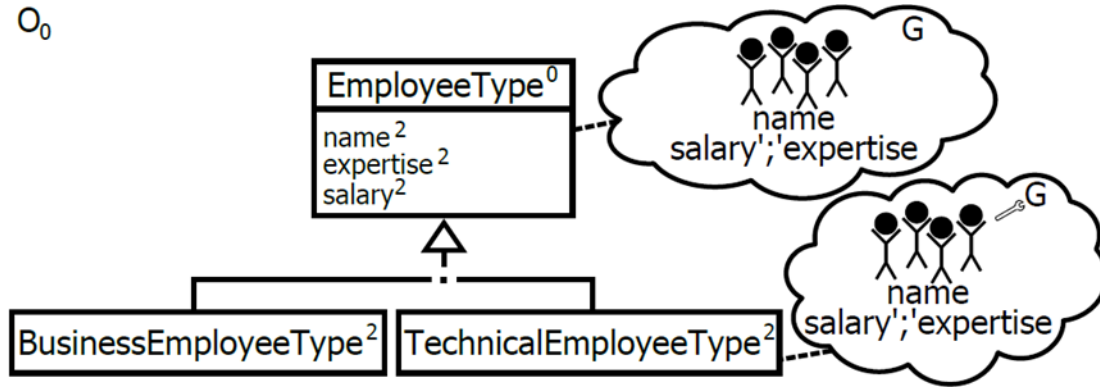 O₀
EmployeeType⁰
name²
expertise²
salary²
G
name
salary';'expertise
G
name
salary';'expertise
BusinessEmployeeType²
TechnicalEmployeeType²